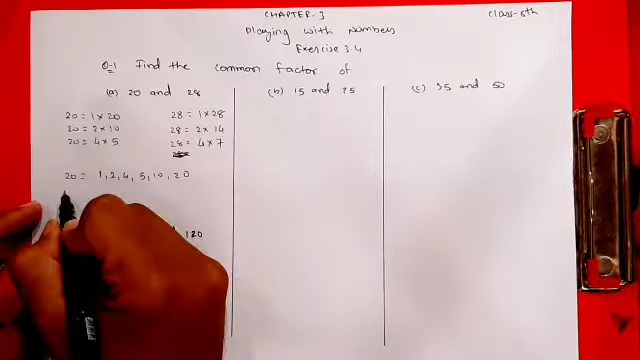 CHAPTER-3
Class-6th
Playing with Numbers
Exercise 3.4
Q-1 Find the common factor of
(a) 20 and 28
20 = 1 × 20
20 = 2 × 10
20 = 4 × 5
28 = 1 × 28
28 = 2 × 14
28 = 4 × 7
20 = 1, 2, 4, 5, 10, 20
120
(b) 15 and 25
(c) 35 and 50